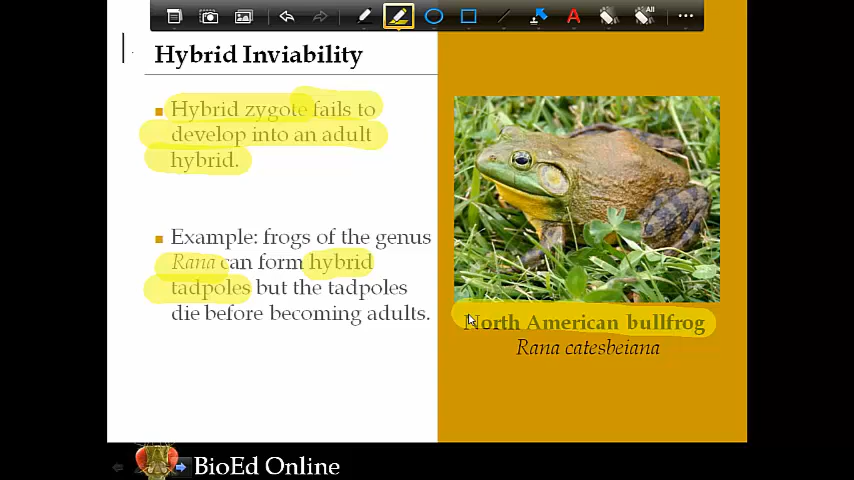 Hybrid Inviability
Hybrid zygote fails to
develop into an adult
hybrid.
Example: frogs of the genus
Rana can form hybrid
tadpoles but the tadpoles
die before becoming adults.
North American bullfrog
Rana catesbeiana
BioEd Online
A
All